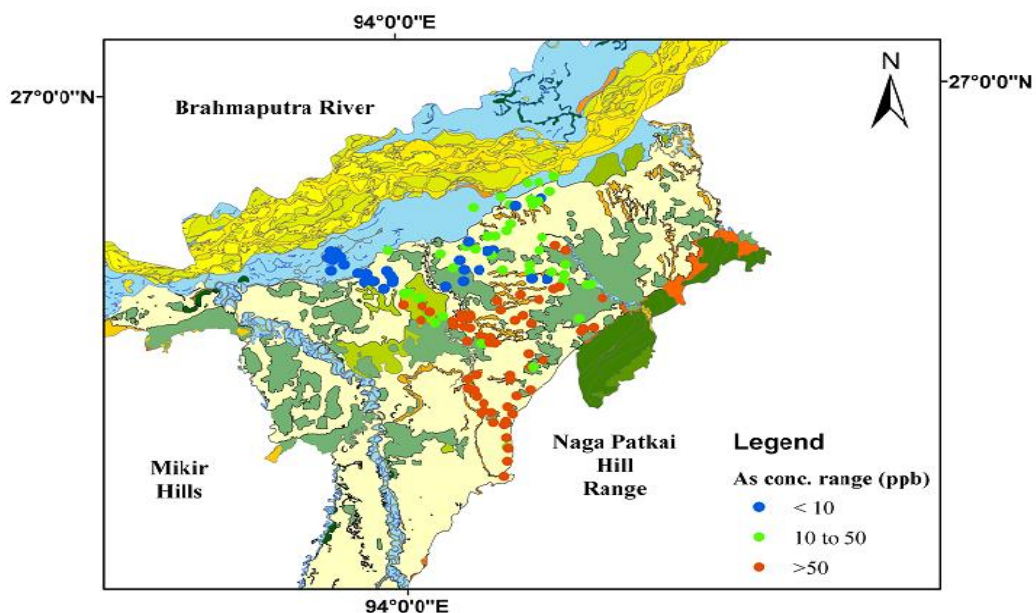 94°0'0"E
27°0'0"N
27°0'0"N
N
Brahmaputra River
Mikir
Hills
Naga Patkai
Hill
Range
Legend
As conc. range (ppb)
< 10
10 to 50
>50
94°0'0"E